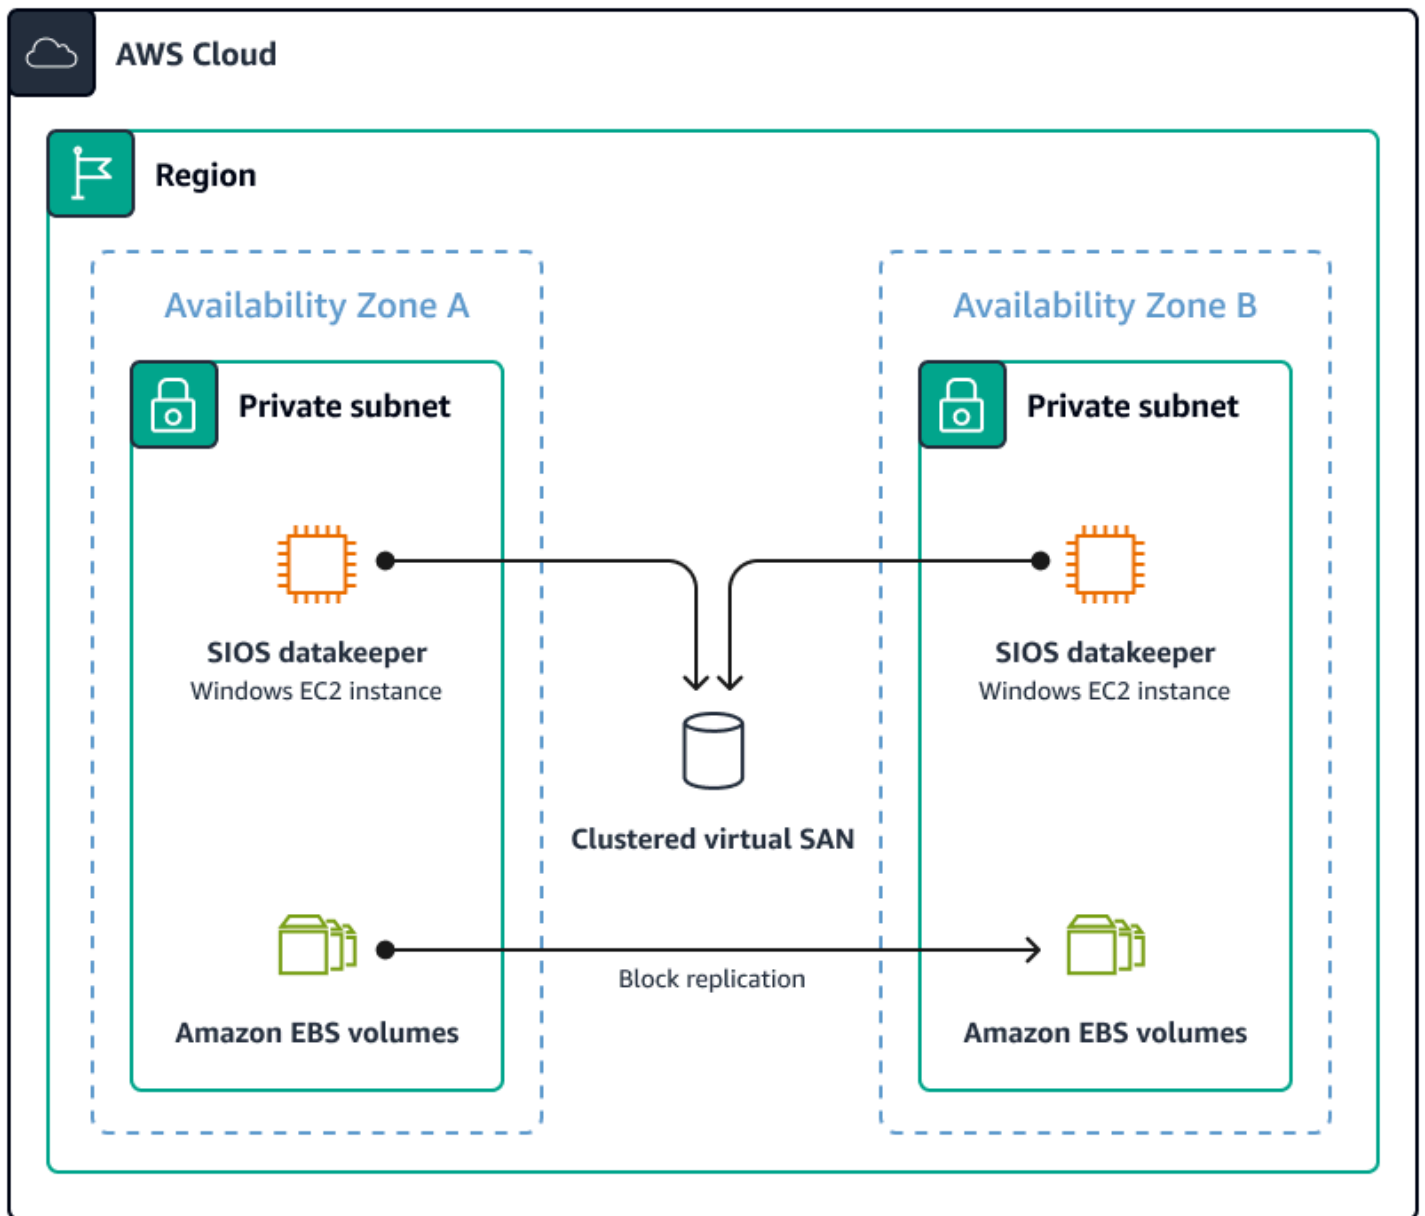 AWS Cloud
Region
Availability Zone A
Private subnet
SIOS datakeeper
Windows EC2 instance
Amazon EBS volumes
Clustered virtual SAN
Block replication
Availability Zone B
Private subnet
SIOS datakeeper
Windows EC2 instance
Amazon EBS volumes